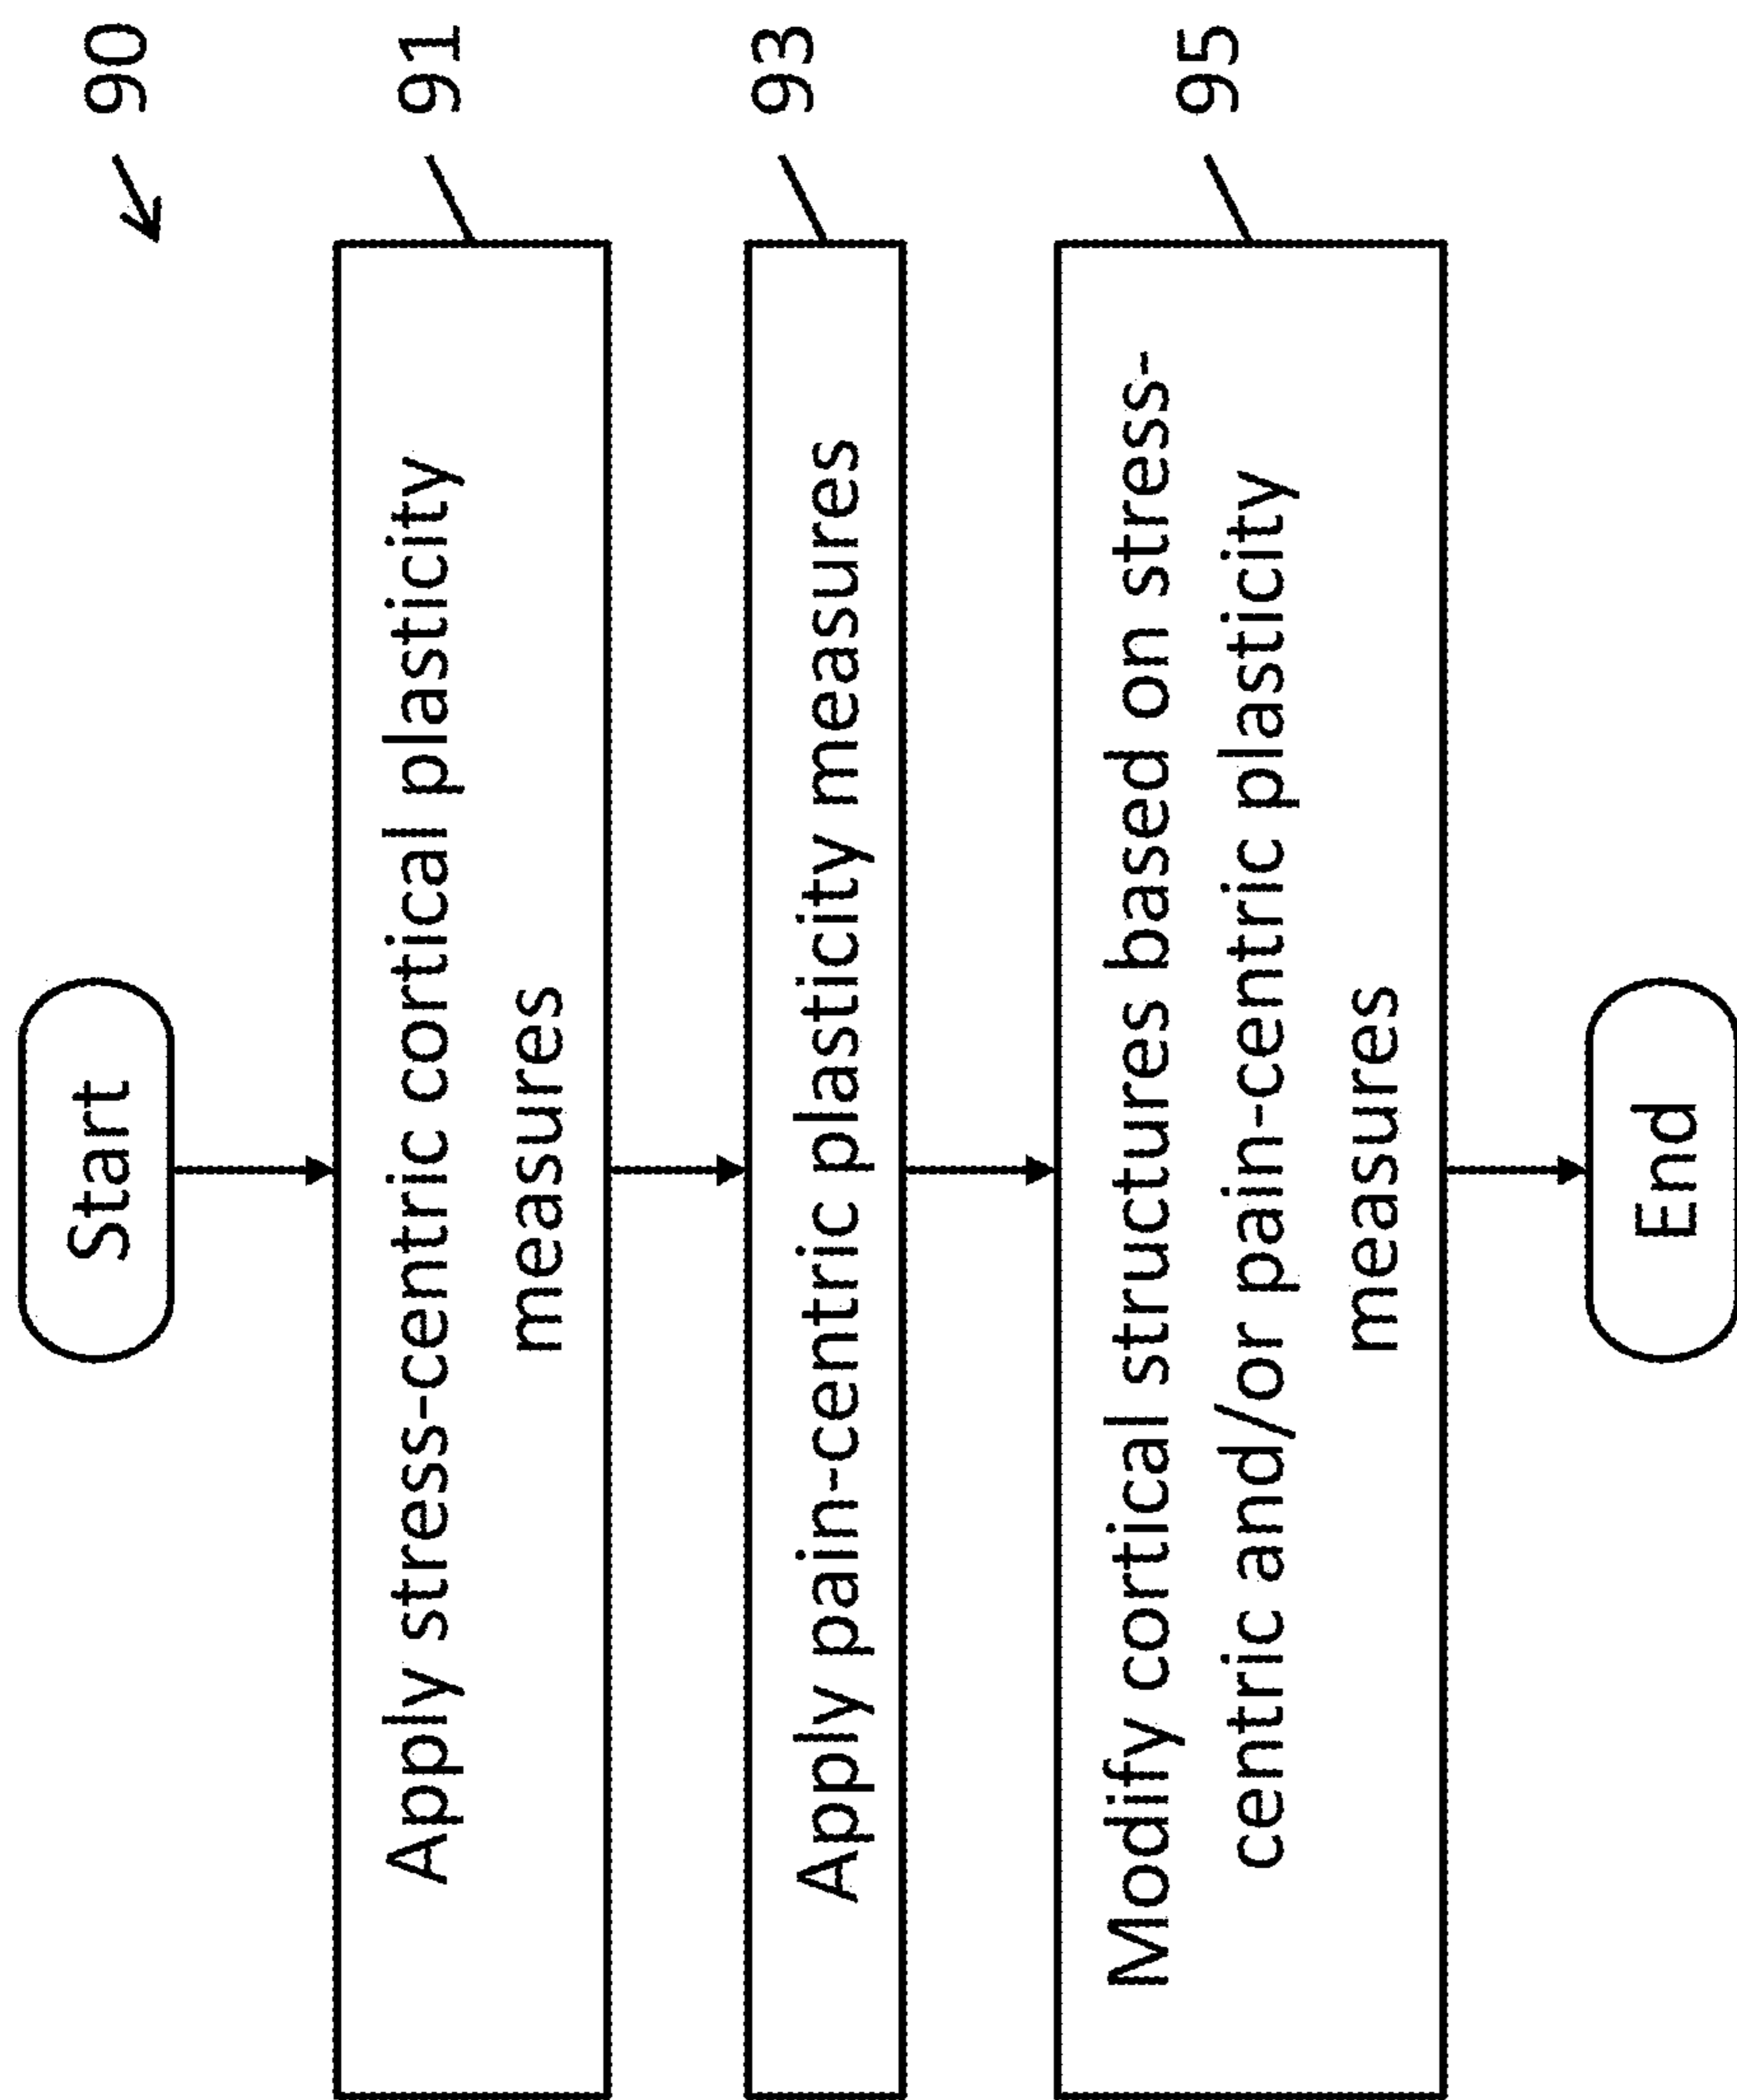 90
Start
Apply stress-centric cortical plasticity
measures
91
Apply pain-centric plasticity measures
93
Modify cortical structures based on stress-
centric and/or pain-centric plasticity
measures
95
End